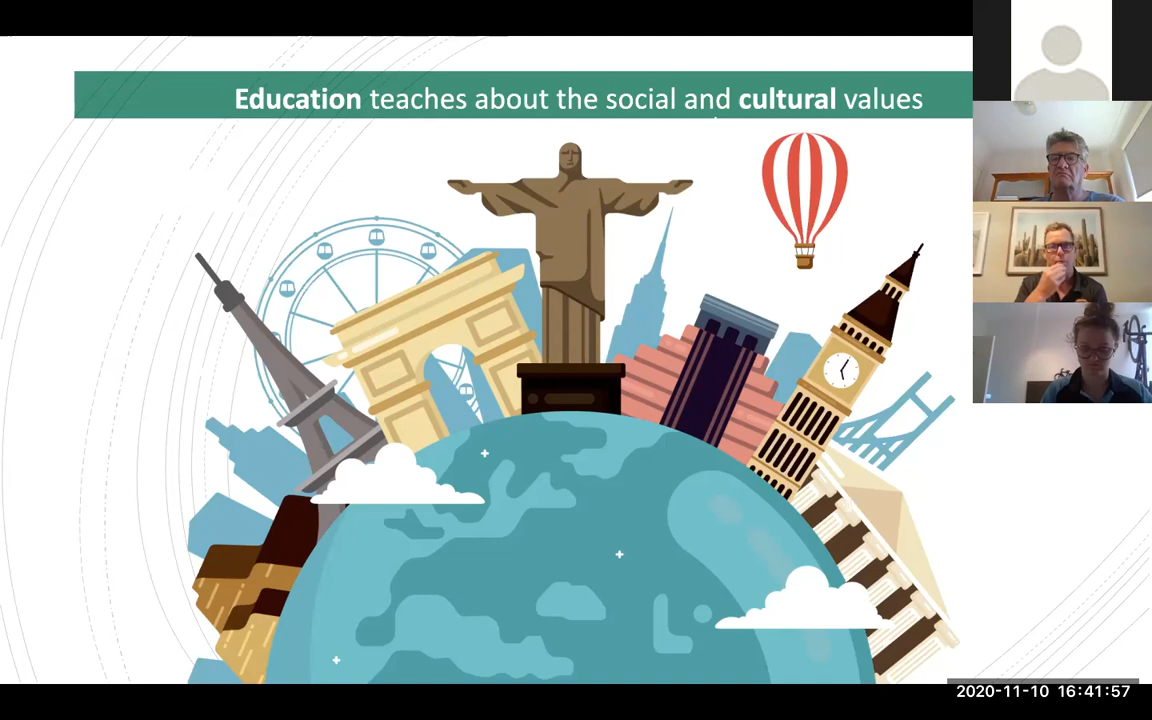 Education teaches about the social and cultural values
2020-11-10 16:41:57